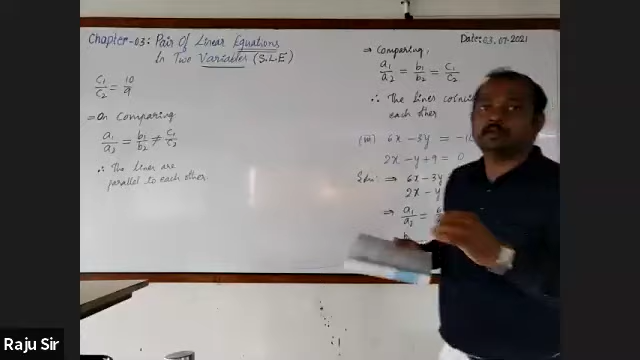 Chapter-03: Pair Of Linear Equations
In Two Variables (S.L.E)
C₁/C₂ = 10/9
⇒ On Comparing
a₁/a₂ = b₁/b₂ ≠ C₁/C₂
∴ The lines are
parallel to each other.
Date: 03.07.2021
⇒ Comparing,
a₁/a₂ = b₁/b₂ = C₁/C₂
∴ The lines
each other
(iii) 6x - 3y =
2x - y + 9 = 0
Soln: ⇒ 6x - 3y
2x - y
⇒ a₁/a₂ =
Raju Sir